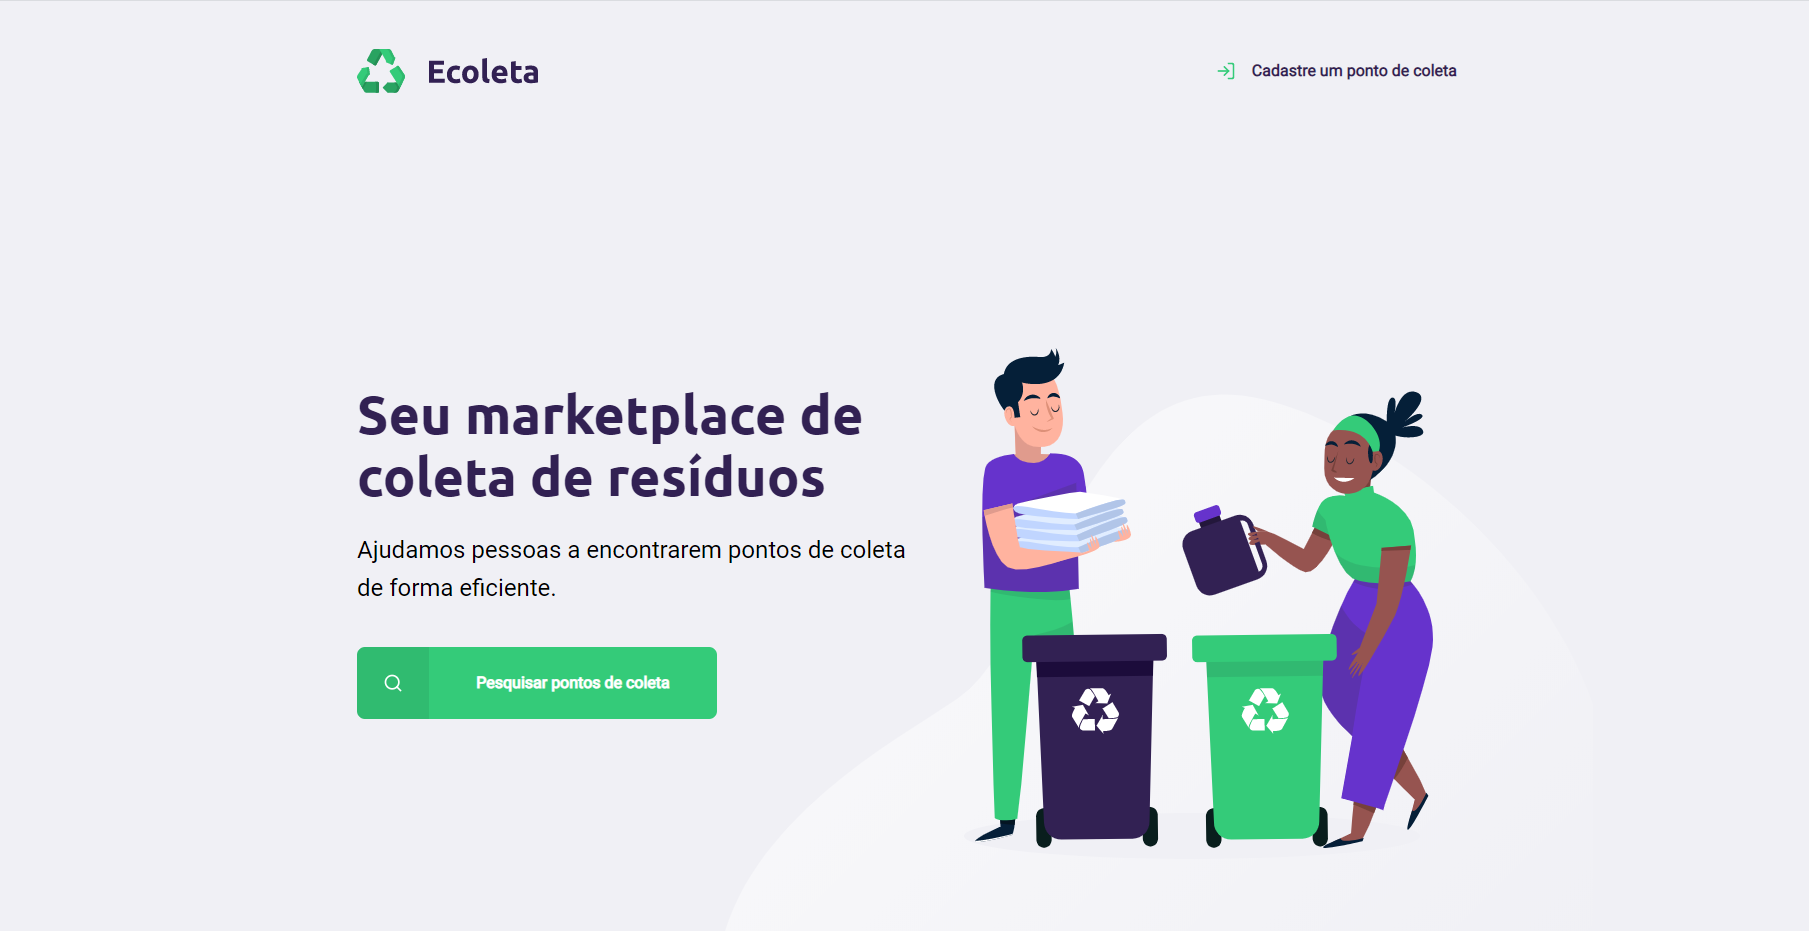 Ecoleta
Cadastre um ponto de coleta
Seu marketplace de
coleta de resíduos
Ajudamos pessoas a encontrarem pontos de coleta
de forma eficiente.
Pesquisar pontos de coleta